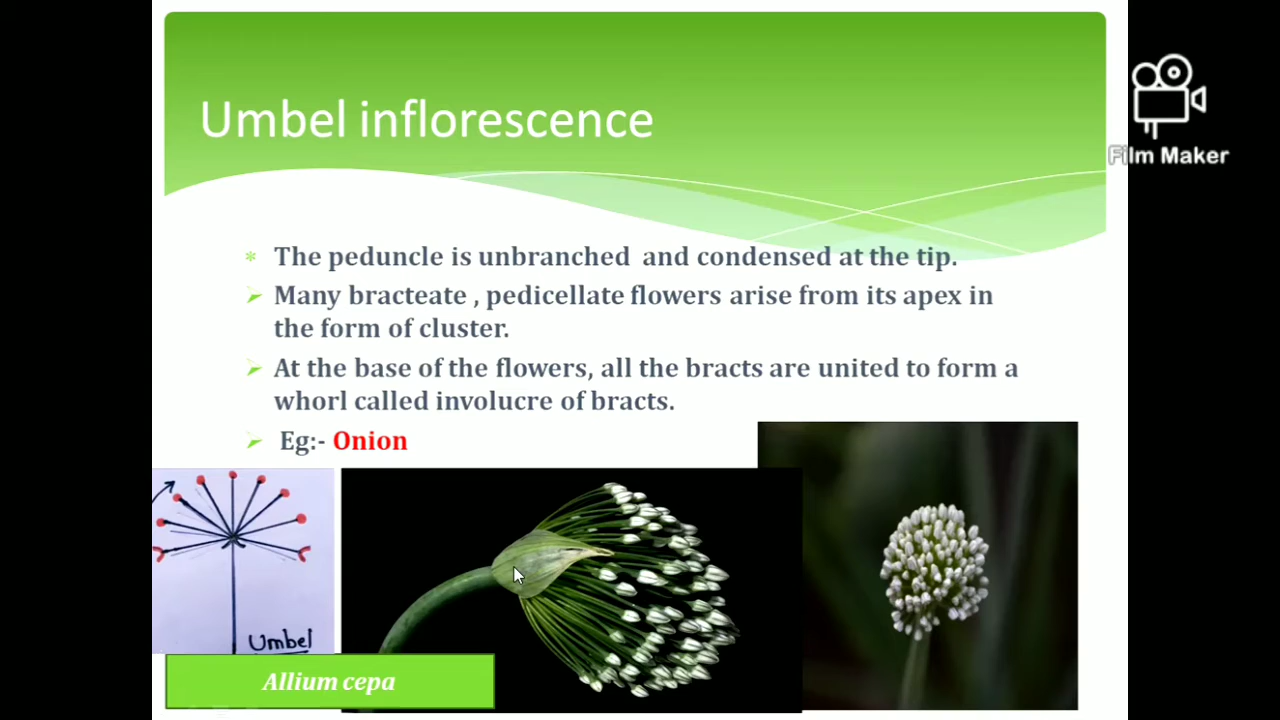 Umbel inflorescence
Film Maker
The peduncle is unbranched and condensed at the tip.
Many bracteate , pedicellate flowers arise from its apex in
the form of cluster.
At the base of the flowers, all the bracts are united to form a
whorl called involucre of bracts.
Eg:- Onion
Umbel
Allium cepa